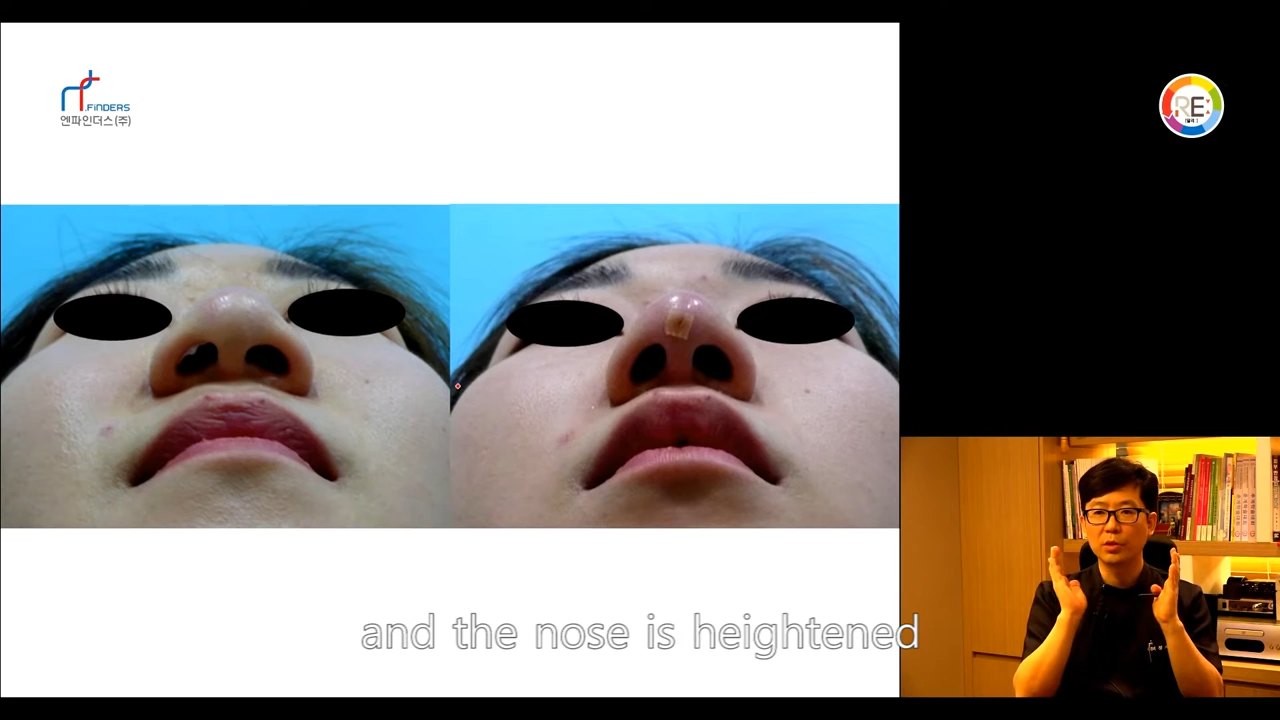 .FiNDERS
엔파인더스(주)
RE:
and the nose is heightened